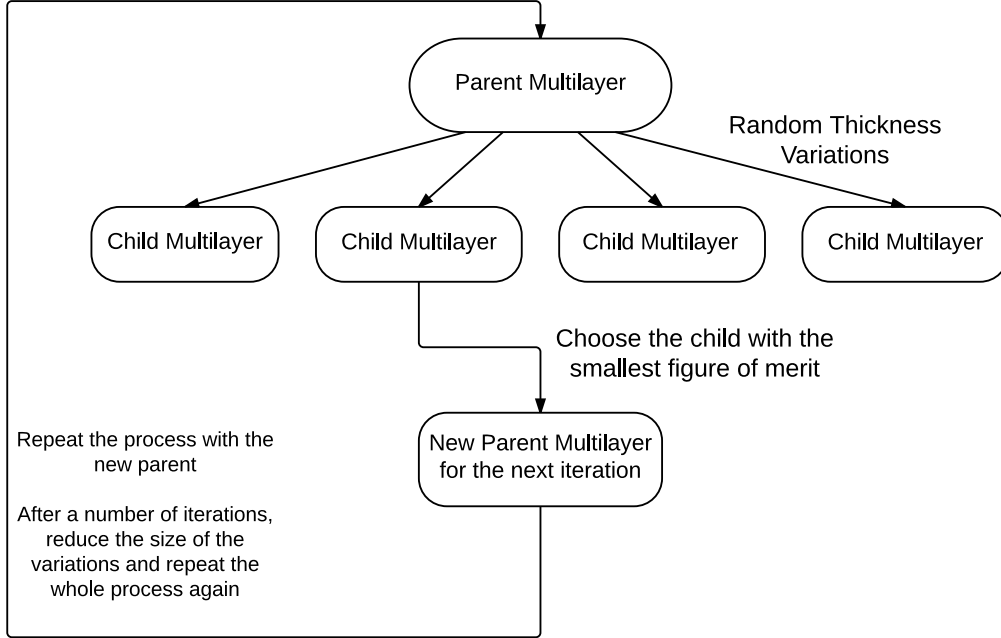 Parent Multilayer
Random Thickness
Variations
Child Multilayer
Child Multilayer
Child Multilayer
Child Multilayer
Choose the child with the
smallest figure of merit
New Parent Multilayer
for the next iteration
Repeat the process with the
new parent
After a number of iterations,
reduce the size of the
variations and repeat the
whole process again